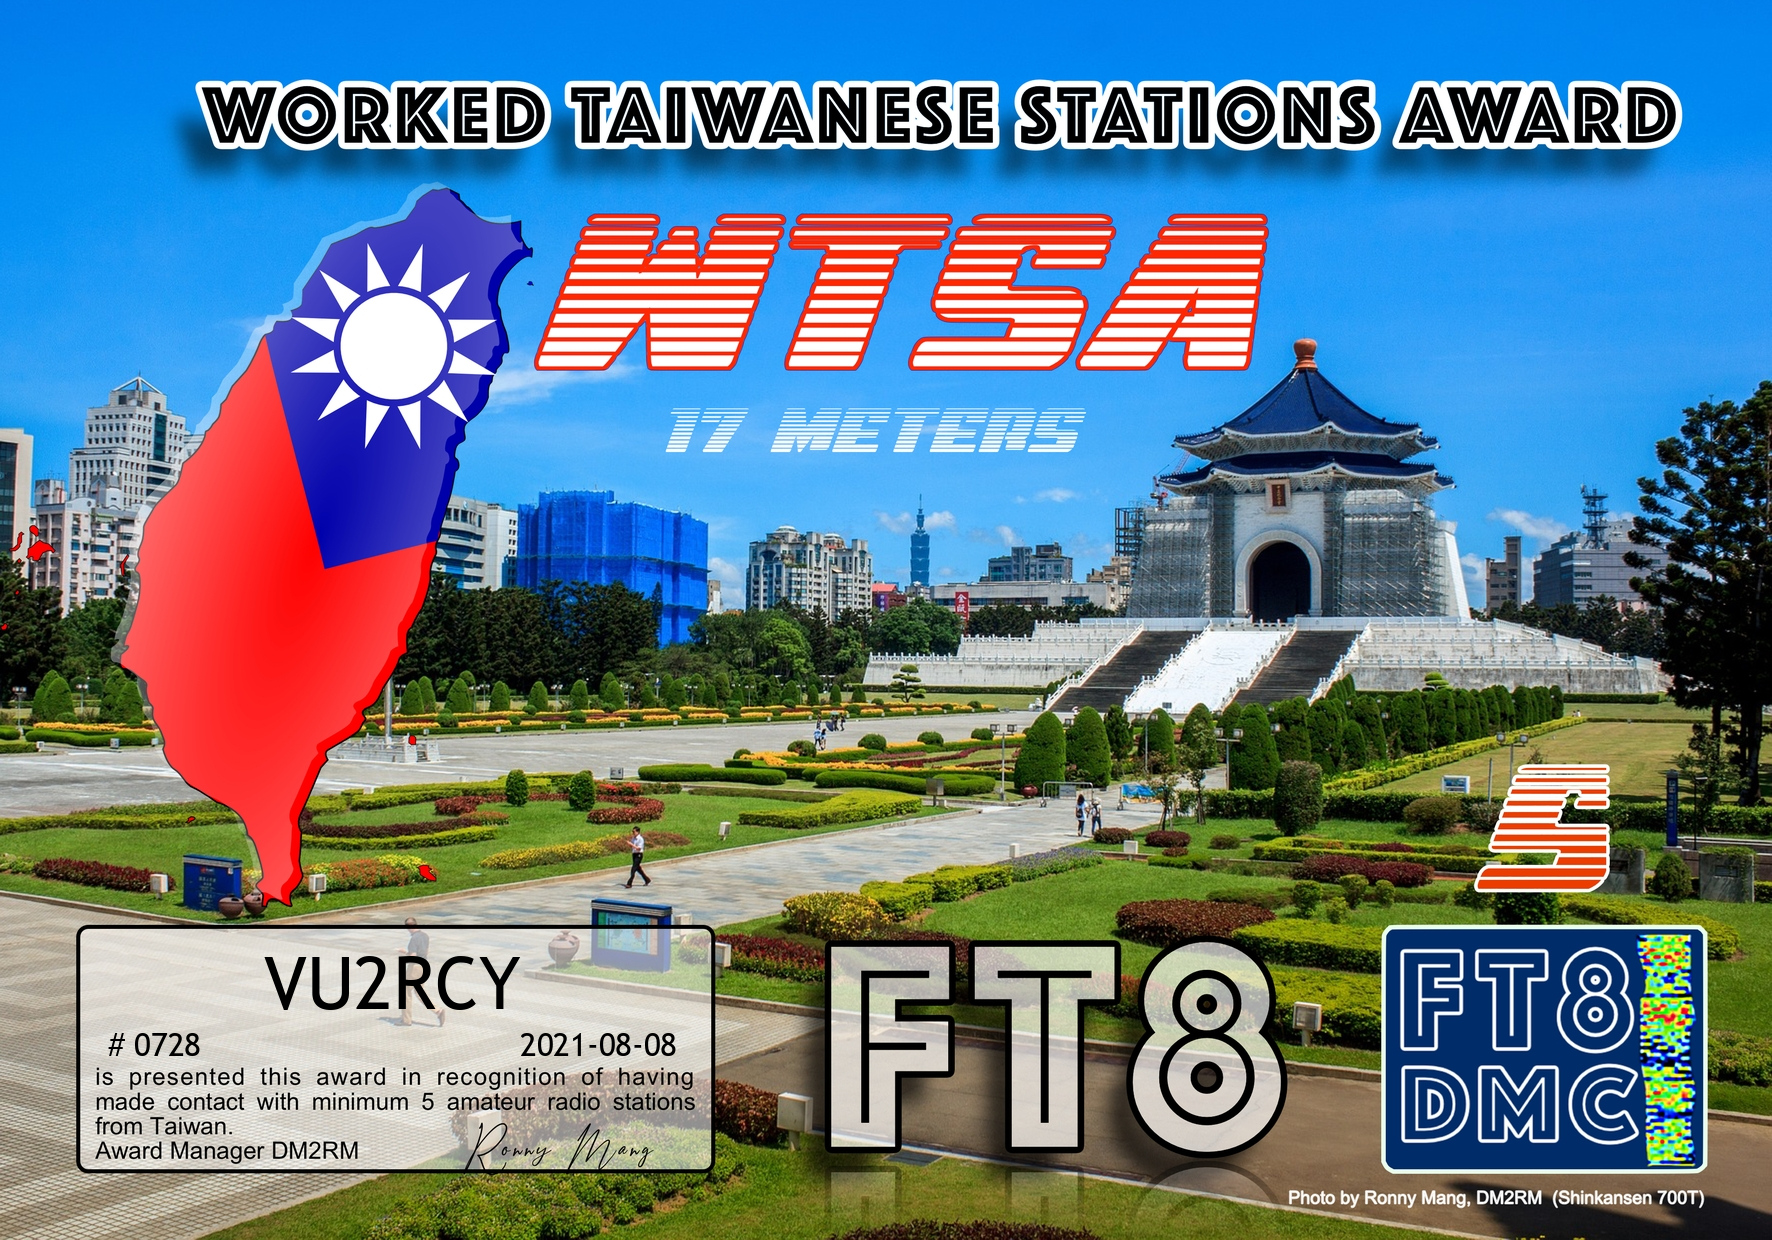 WORKED TAIWANESE STATIONS AWARD
WTSA
17 METERS
5
VU2RCY
# 0728 2021-08-08
is presented this award in recognition of having
made contact with minimum 5 amateur radio stations
from Taiwan.
Award Manager DM2RM
Ronny Mang
FT8
FT8
DMC
Photo by Ronny Mang, DM2RM (Shinkansen 700T)